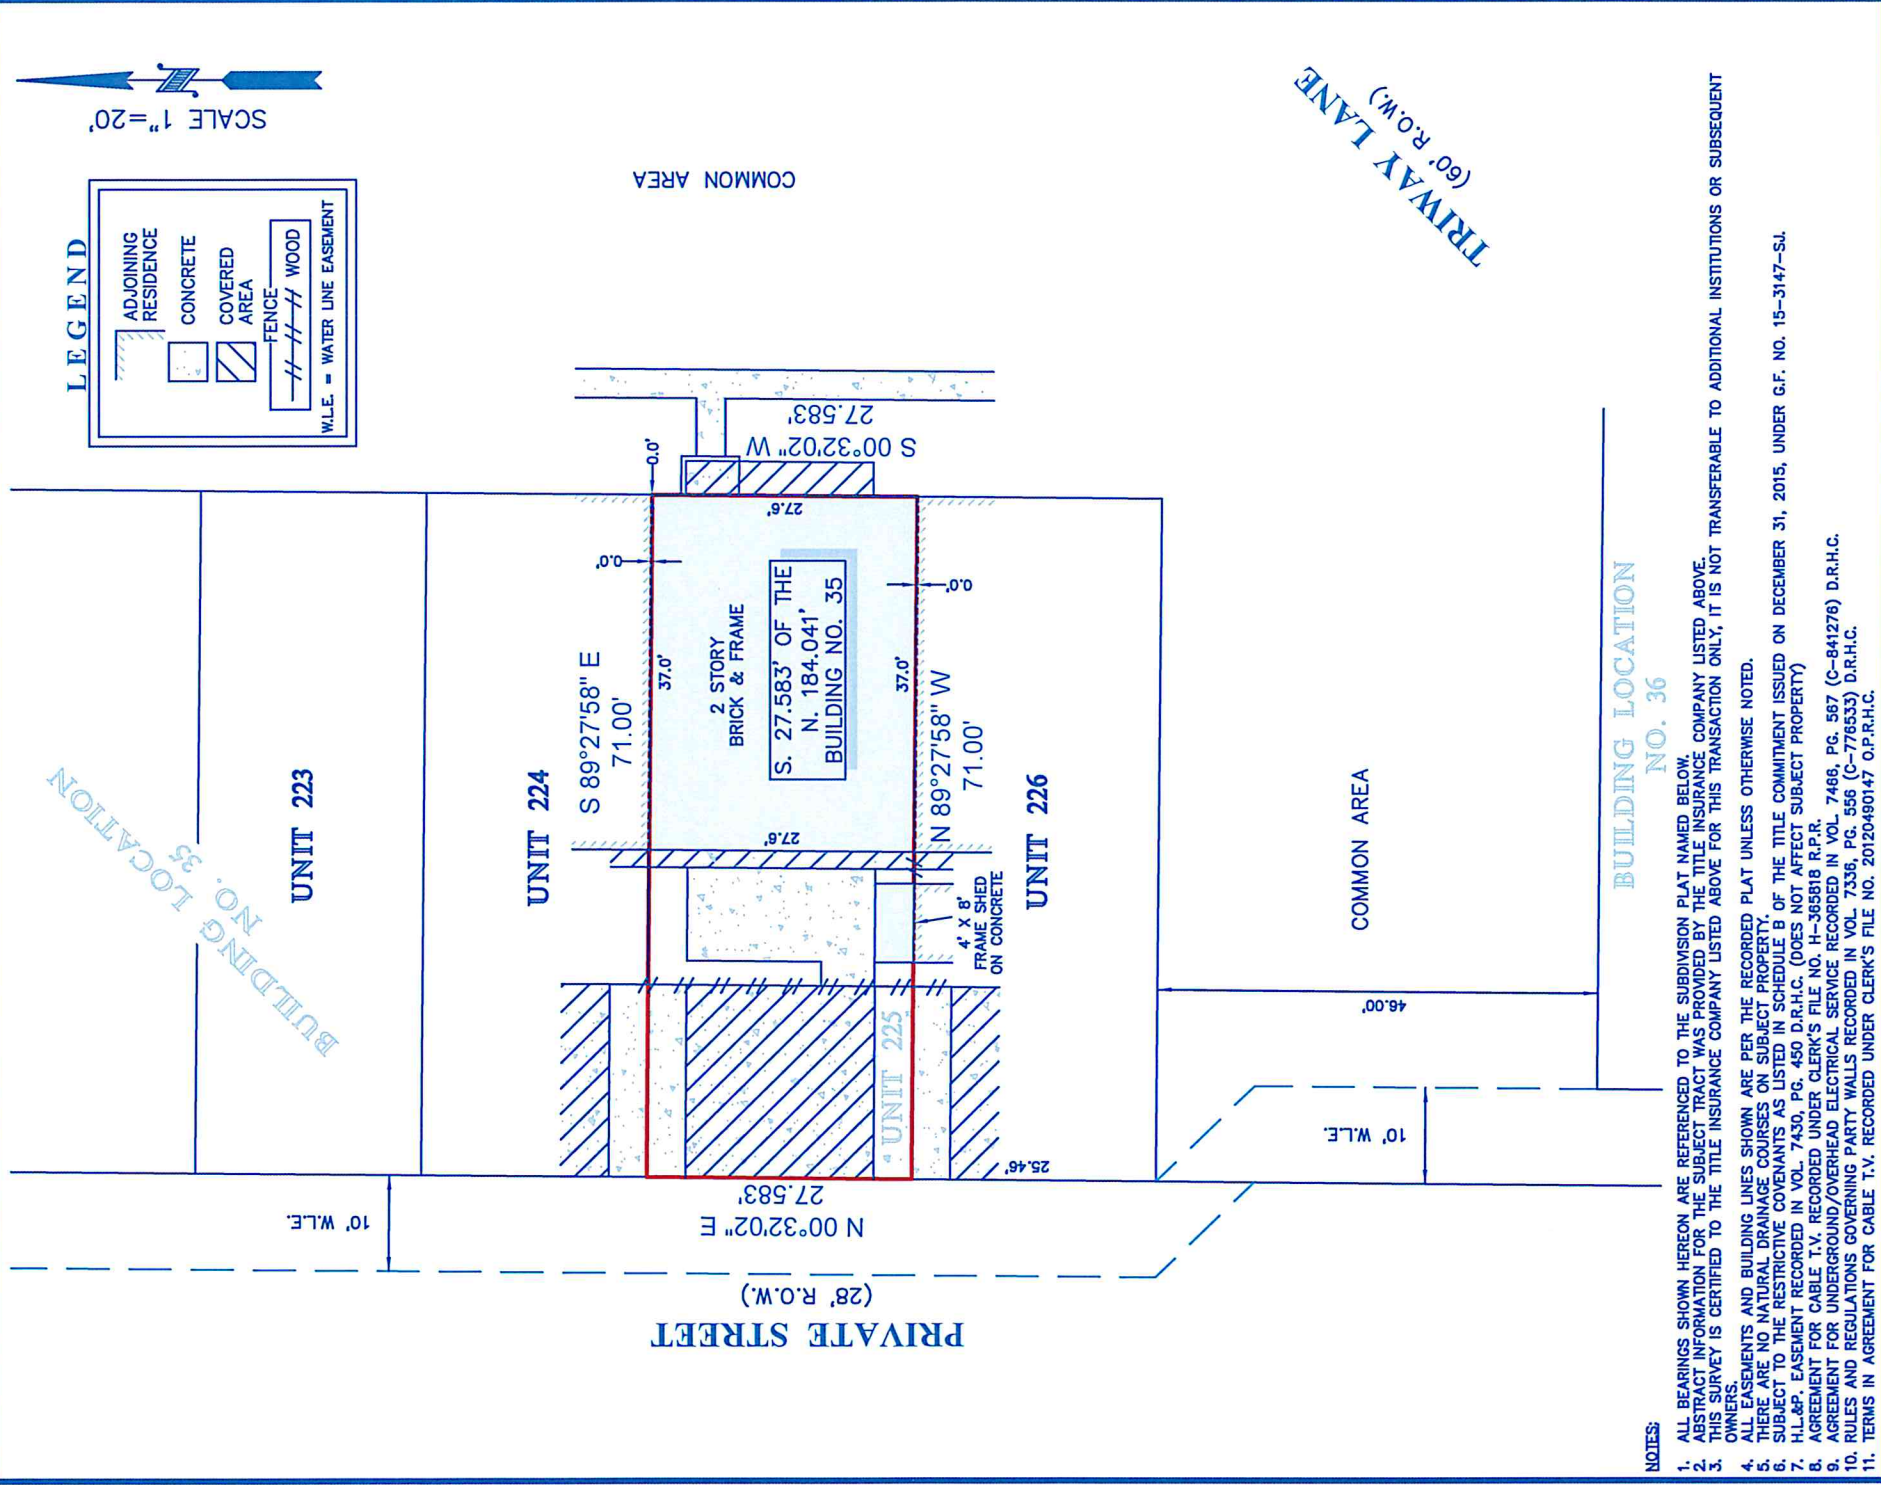 SCALE 1"=20'
LEGEND
ADJOINING
RESIDENCE
CONCRETE
COVERED
AREA
FENCE
WOOD
W.L.E. = WATER LINE EASEMENT
COMMON AREA
TRIWAY LANE
(60' R.O.W.)
BUILDING LOCATION
NO. 35
UNIT 223
UNIT 224
S 89°27'58" E
71.00'
0.0'
0.0'
S 00°32'02" W
27.583'
27.6'
37.0'
2 STORY
BRICK & FRAME
S. 27.583' OF THE
N. 184.041'
BUILDING NO. 35
37.0'
27.6'
0.0'
N 89°27'58" W
71.00'
4' X 8'
FRAME SHED
ON CONCRETE
UNIT 226
UNIT 225
25.46'
N 00°32'02" E
27.583'
10' W.L.E.
(28' R.O.W.)
PRIVATE STREET
COMMON AREA
46.00'
10' W.L.E.
BUILDING LOCATION
NO. 36
NOTES:
1. ALL BEARINGS SHOWN HEREON ARE REFERENCED TO THE SUBDIVISION PLAT NAMED BELOW.
2. ABSTRACT INFORMATION FOR THE SUBJECT TRACT WAS PROVIDED BY THE TITLE INSURANCE COMPANY LISTED ABOVE.
3. THIS SURVEY IS CERTIFIED TO THE TITLE INSURANCE COMPANY LISTED ABOVE FOR THIS TRANSACTION ONLY, IT IS NOT TRANSFERABLE TO ADDITIONAL INSTITUTIONS OR SUBSEQUENT
OWNERS.
4. ALL EASEMENTS AND BUILDING LINES SHOWN ARE PER THE RECORDED PLAT UNLESS OTHERWISE NOTED.
5. THERE ARE NO NATURAL DRAINAGE COURSES ON SUBJECT PROPERTY.
6. SUBJECT TO THE RESTRICTIVE COVENANTS AS LISTED IN SCHEDULE B OF THE TITLE COMMITMENT ISSUED ON DECEMBER 31, 2015, UNDER G.F. NO. 15-3147-SJ.
7. H.L.&P. EASEMENT RECORDED IN VOL. 7430, PG. 450 D.R.H.C. (DOES NOT AFFECT SUBJECT PROPERTY)
8. AGREEMENT FOR CABLE T.V. RECORDED UNDER CLERK'S FILE NO. H-365818 R.P.R.
9. AGREEMENT FOR UNDERGROUND/OVERHEAD ELECTRICAL SERVICE RECORDED IN VOL. 7466, PG. 567 (C-841276) D.R.H.C.
10. RULES AND REGULATIONS GOVERNING PARTY WALLS RECORDED IN VOL. 7336, PG. 556 (C-776533) D.R.H.C.
11. TERMS IN AGREEMENT FOR CABLE T.V. RECORDED UNDER CLERK'S FILE NO. 20120490147 O.P.R.H.C.